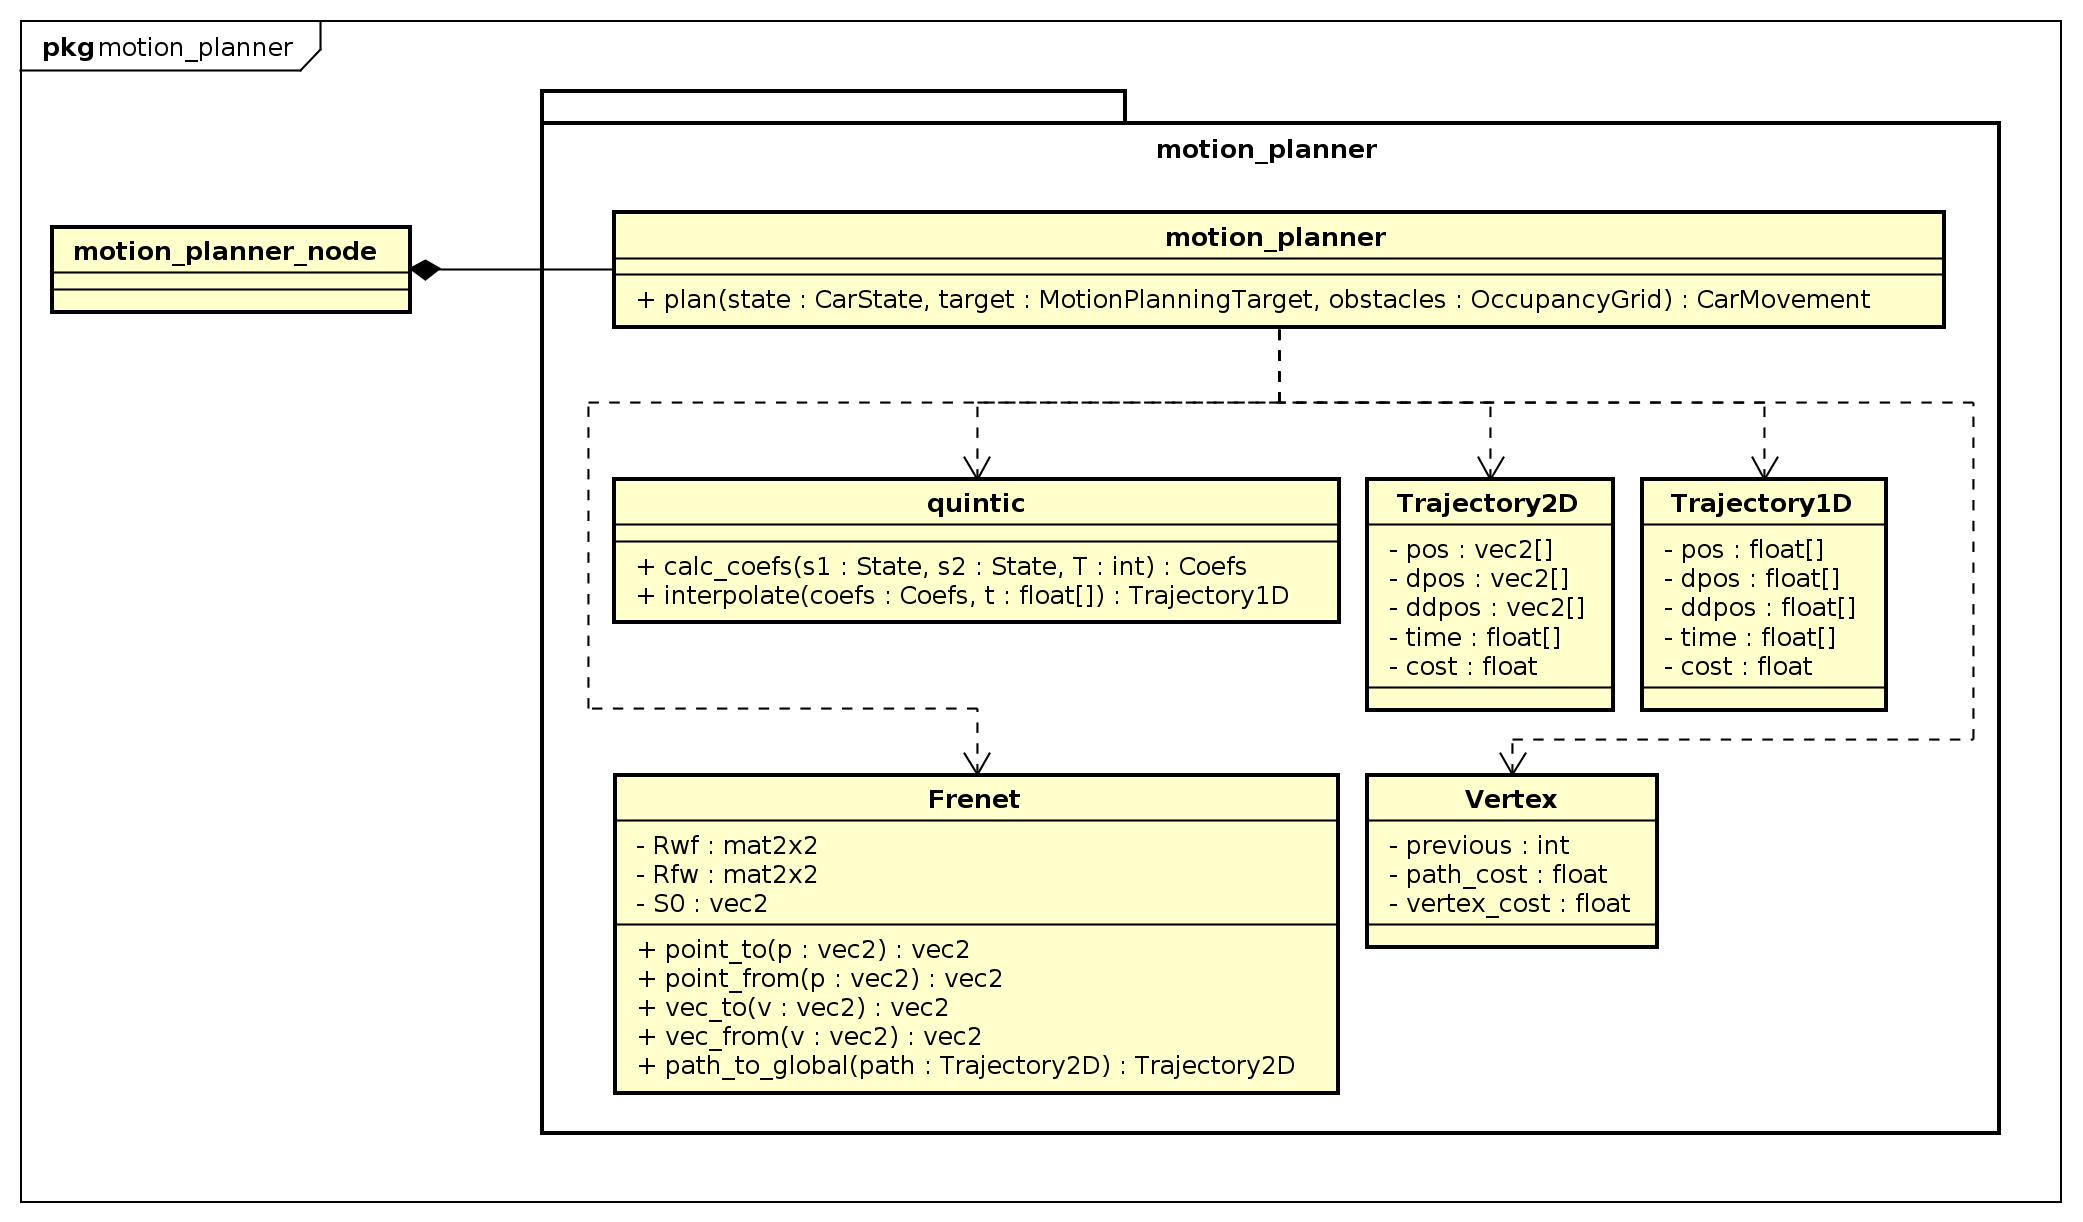 pkg motion_planner
motion_planner
motion_planner_node
motion_planner
+ plan(state : CarState, target : MotionPlanningTarget, obstacles : OccupancyGrid) : CarMovement
quintic
+ calc_coefs(s1 : State, s2 : State, T : int) : Coefs
+ interpolate(coefs : Coefs, t : float[]) : Trajectory1D
Trajectory2D
- pos : vec2[]
- dpos : vec2[]
- ddpos : vec2[]
- time : float[]
- cost : float
Trajectory1D
- pos : float[]
- dpos : float[]
- ddpos : float[]
- time : float[]
- cost : float
Frenet
- Rwf : mat2x2
- Rfw : mat2x2
- S0 : vec2
+ point_to(p : vec2) : vec2
+ point_from(p : vec2) : vec2
+ vec_to(v : vec2) : vec2
+ vec_from(v : vec2) : vec2
+ path_to_global(path : Trajectory2D) : Trajectory2D
Vertex
- previous : int
- path_cost : float
- vertex_cost : float